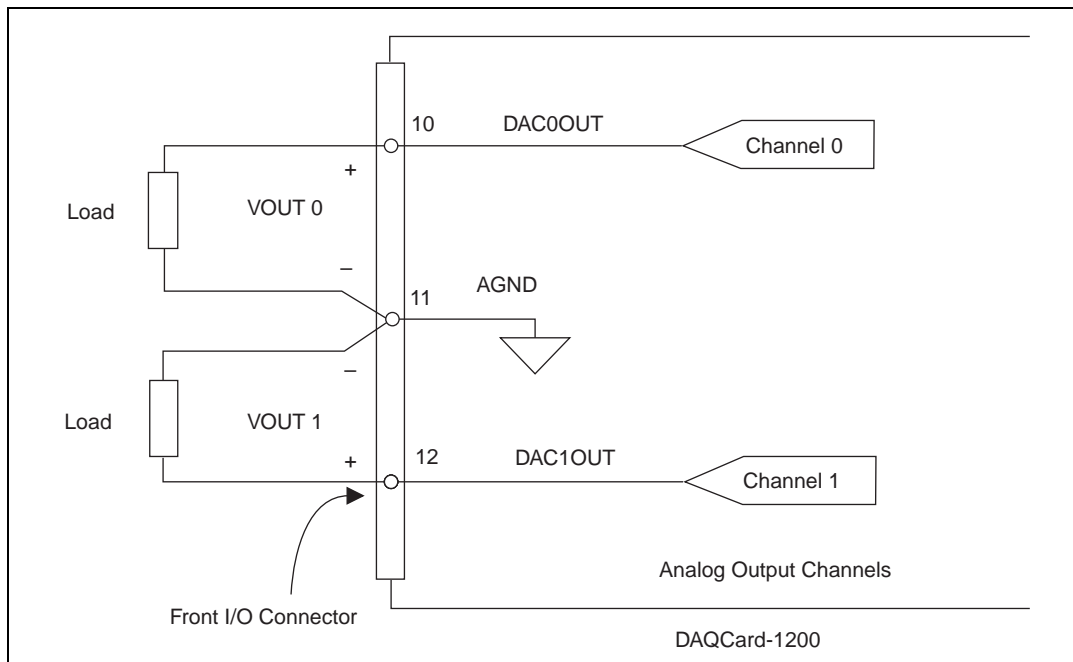 10
DAC0OUT
Channel 0
+
Load
VOUT 0
–
11
AGND
–
Load
VOUT 1
+
12
DAC1OUT
Channel 1
Analog Output Channels
Front I/O Connector
DAQCard-1200